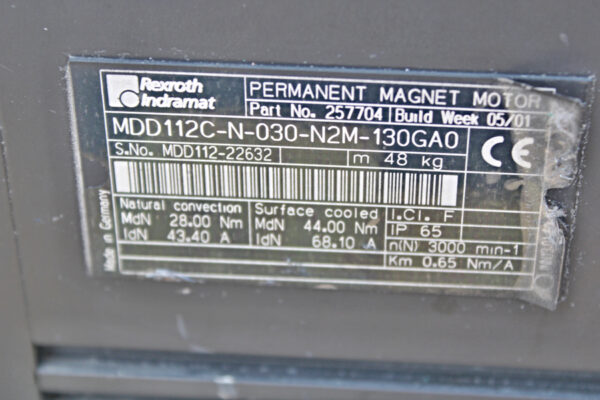 Rexroth
Indramat
PERMANENT MAGNET MOTOR
Part No. 257704 Build Week 05/01
MDD112C-N-030-N2M-130GA0
S.No. MDD112-22632 m 48 kg
CE
Natural convection Surface cooled I.Cl. F
MdN 28.00 Nm MdN 44.00 Nm IP 65
IdN 43.40 A IdN 68.10 A n(N) 3000 min-1
Km 0.65 Nm/A
Made in Germany